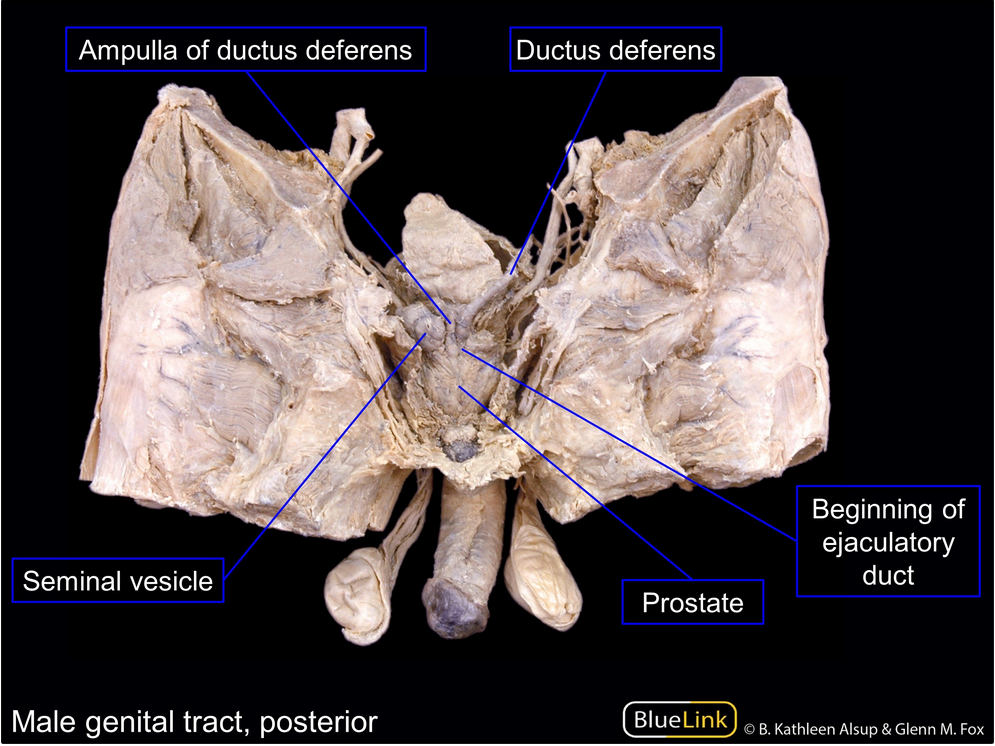 Ampulla of ductus deferens
Ductus deferens
Seminal vesicle
Prostate
Beginning of
ejaculatory
duct
Male genital tract, posterior
BlueLink
© B. Kathleen Alsup & Glenn M. Fox